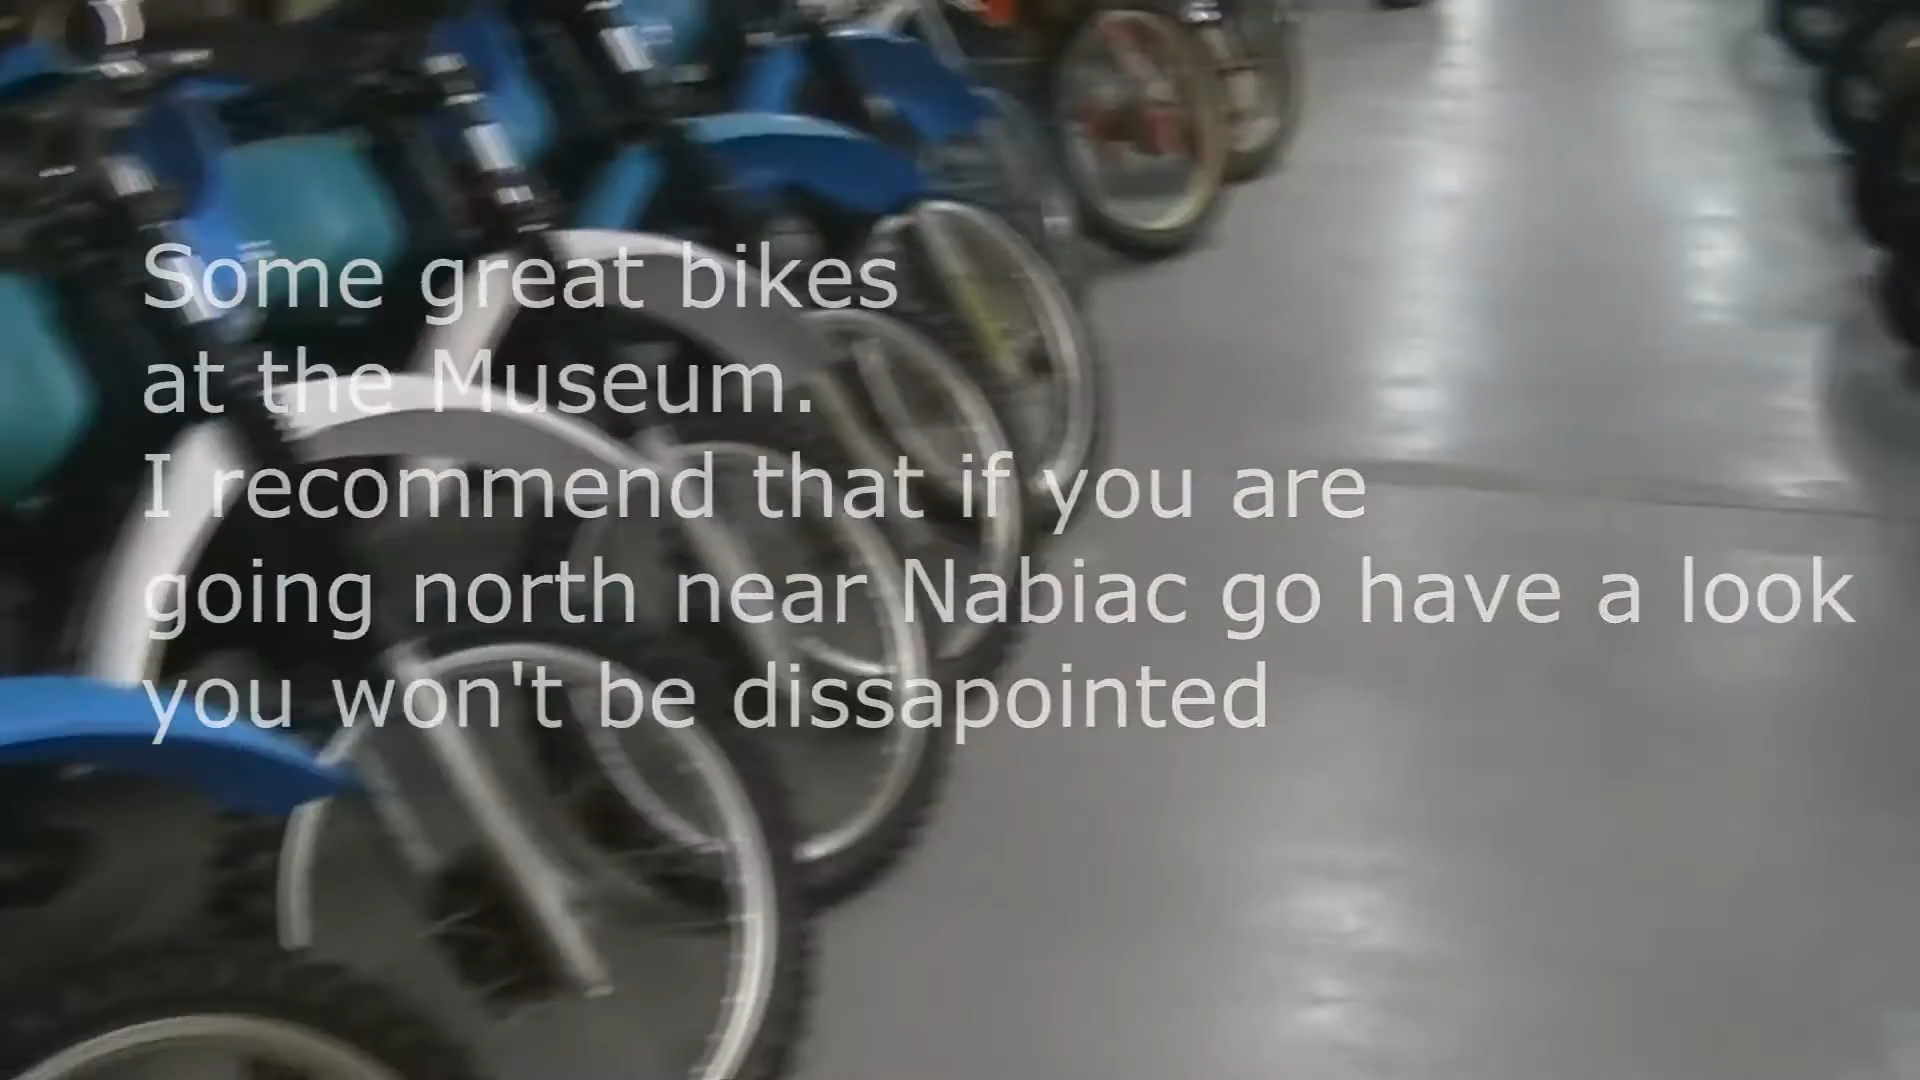 Some great bikes
at the Museum.
I recommend that if you are
going north near Nabiac go have a look
you won't be dissapointed